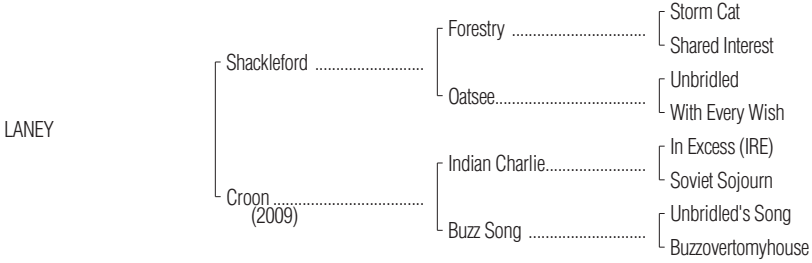 Storm Cat
Forestry ..............................
Shared Interest
Shackleford ........................
Unbridled
Oatsee..................................
With Every Wish
LANEY
In Excess (IRE)
Indian Charlie.......................
Soviet Sojourn
Croon ..................................
(2009)
Unbridled's Song
Buzz Song ..........................
Buzzovertomyhouse